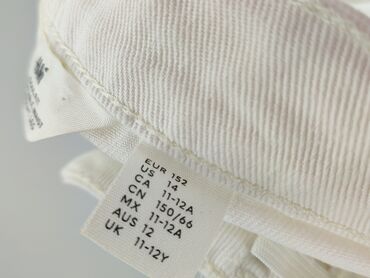 EUR 152
US 14
CA 11-12A
CN 150/66
MX 11-12A
AUS 12
UK 11-12Y